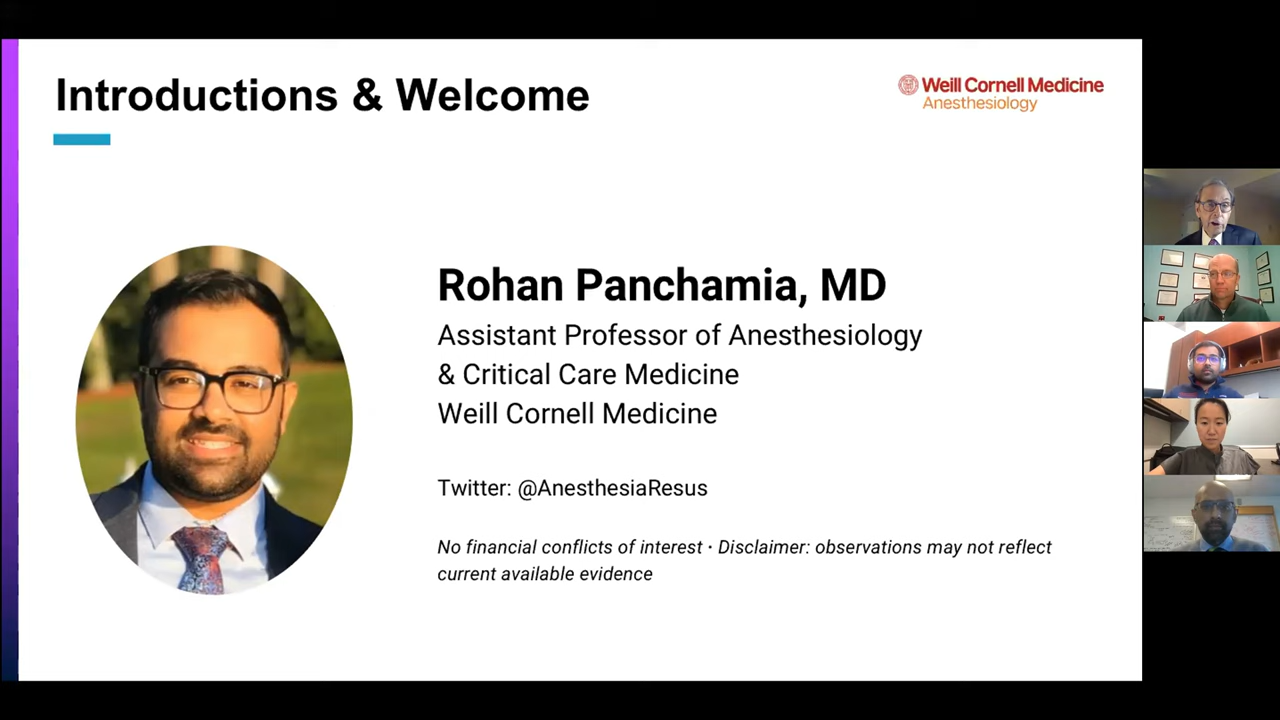 Introductions & Welcome
Weill Cornell Medicine
Anesthesiology
Rohan Panchamia, MD
Assistant Professor of Anesthesiology
& Critical Care Medicine
Weill Cornell Medicine
Twitter: @AnesthesiaResus
No financial conflicts of interest · Disclaimer: observations may not reflect
current available evidence